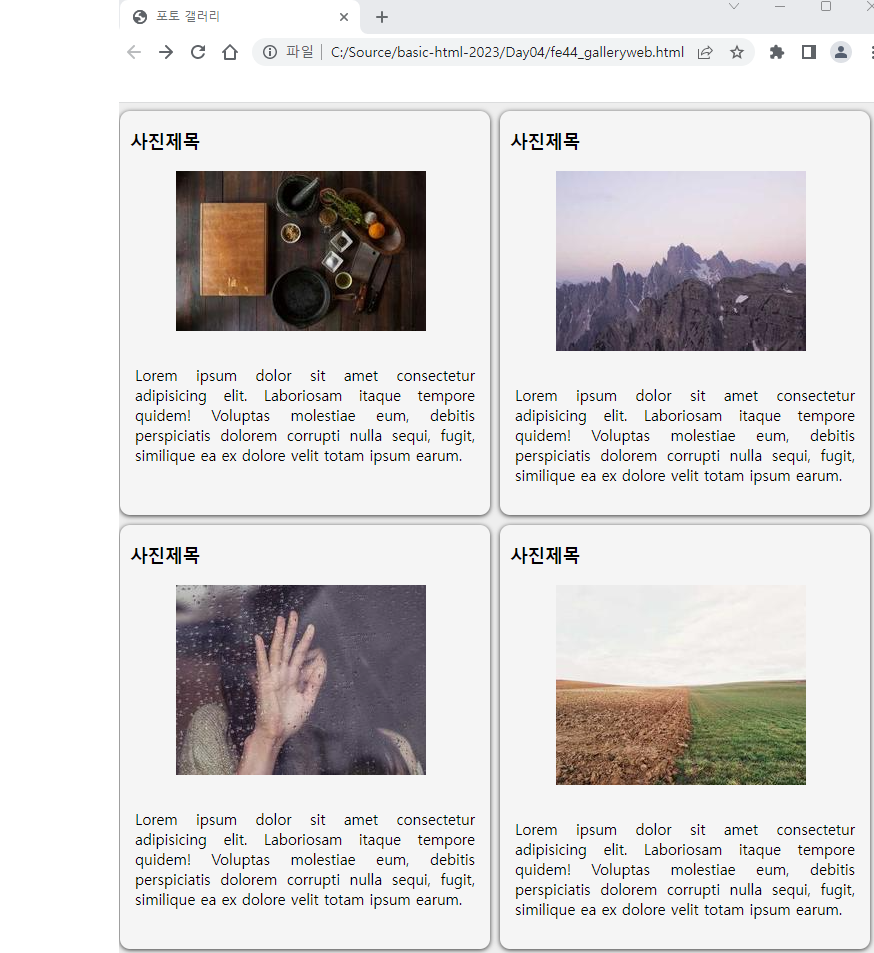 포토 갤러리
파일 C:/Source/basic-html-2023/Day04/fe44_galleryweb.html
사진제목
Lorem ipsum dolor sit amet consectetur
adipisicing elit. Laboriosam itaque tempore
quidem! Voluptas molestiae eum, debitis
perspiciatis dolorem corrupti nulla sequi, fugit,
similique ea ex dolore velit totam ipsum earum.
사진제목
Lorem ipsum dolor sit amet consectetur
adipisicing elit. Laboriosam itaque tempore
quidem! Voluptas molestiae eum, debitis
perspiciatis dolorem corrupti nulla sequi, fugit,
similique ea ex dolore velit totam ipsum earum.
사진제목
Lorem ipsum dolor sit amet consectetur
adipisicing elit. Laboriosam itaque tempore
quidem! Voluptas molestiae eum, debitis
perspiciatis dolorem corrupti nulla sequi, fugit,
similique ea ex dolore velit totam ipsum earum.
사진제목
Lorem ipsum dolor sit amet consectetur
adipisicing elit. Laboriosam itaque tempore
quidem! Voluptas molestiae eum, debitis
perspiciatis dolorem corrupti nulla sequi, fugit,
similique ea ex dolore velit totam ipsum earum.